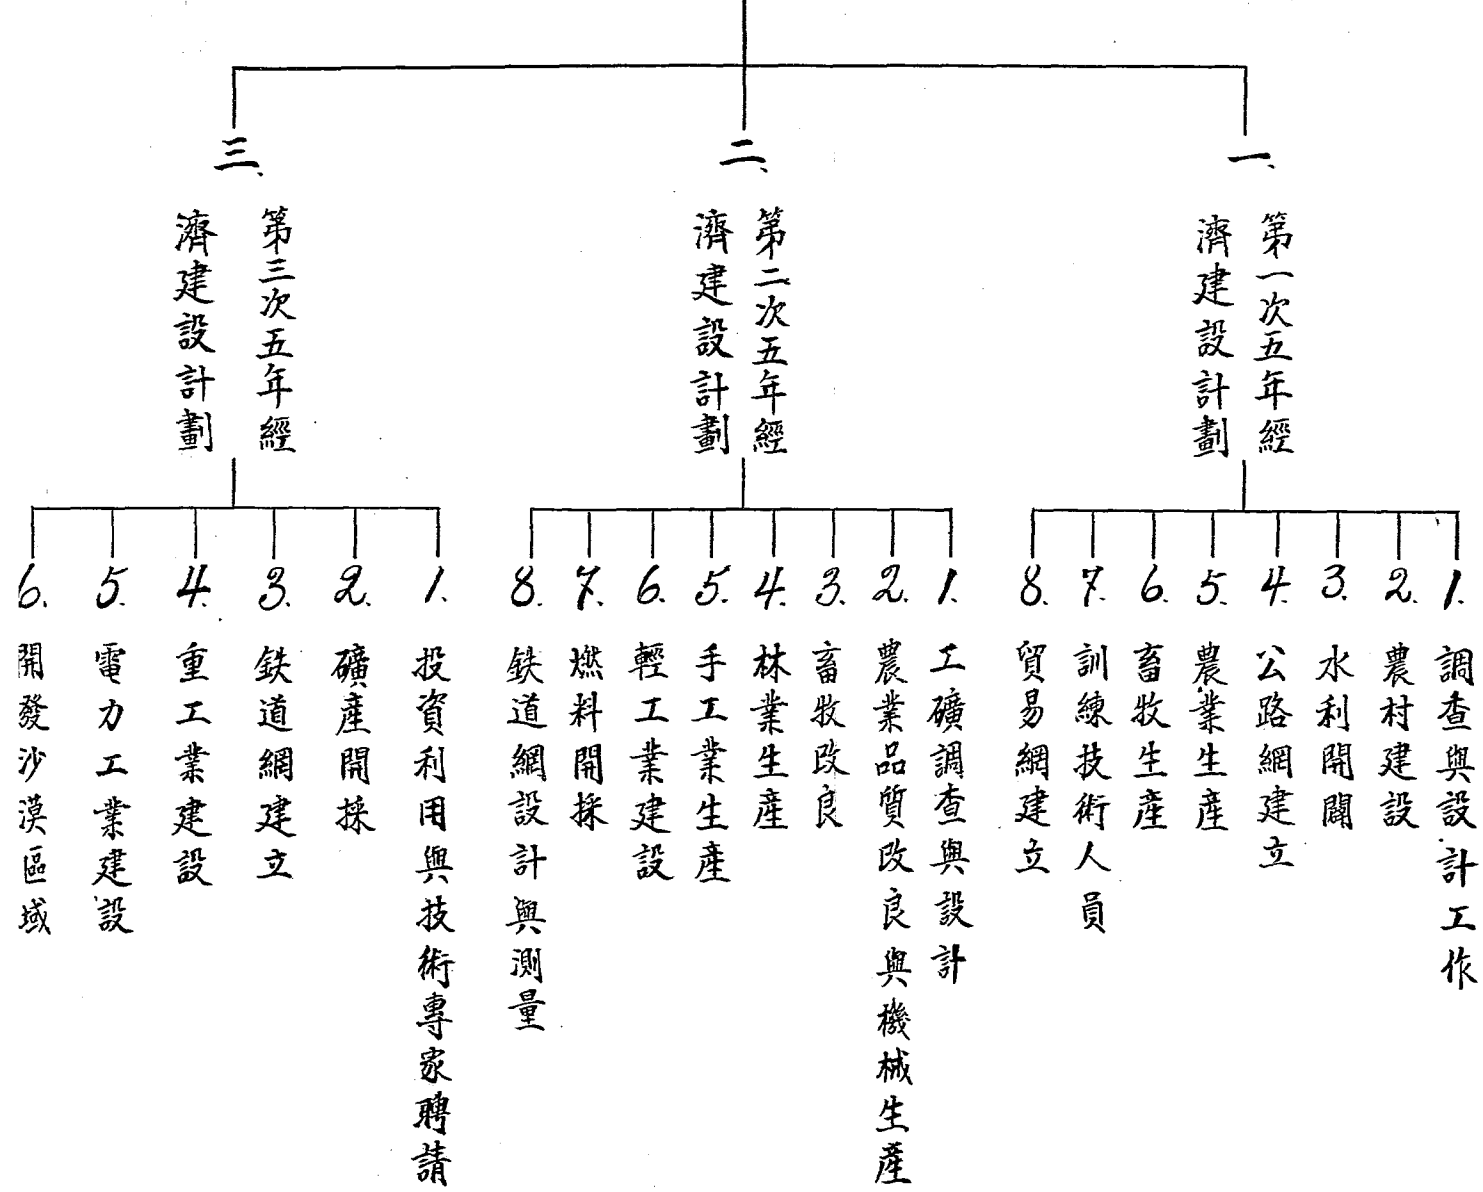 一、
第一次五年經
濟建設計劃
1. 調查與設計工作
2. 農村建設
3. 水利開闢
4. 公路網建立
5. 農業生產
6. 畜牧生產
7. 訓練技術人員
8. 貿易網建立
二、
第二次五年經
濟建設計劃
1. 工礦調查與設計
2. 農業品質改良與機械生產
3. 畜牧改良
4. 林業生產
5. 手工業生產
6. 輕工業建設
7. 燃料開採
8. 鉄道網設計與測量
三、
第三次五年經
濟建設計劃
1. 投資利用與技術專家聘請
2. 礦產開採
3. 鉄道網建立
4. 重工業建設
5. 電力工業建設
6. 開發沙漠區域